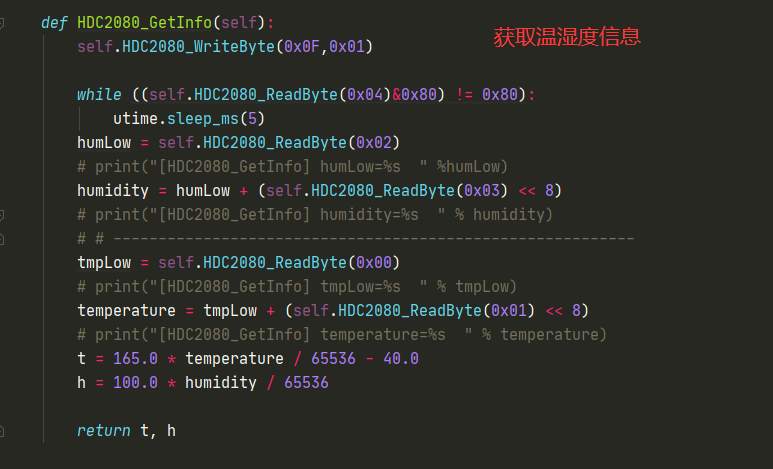 def HDC2080_GetInfo(self):
获取温湿度信息
self.HDC2080_WriteByte(0x0F,0x01)
while ((self.HDC2080_ReadByte(0x04)&0x80) != 0x80):
utime.sleep_ms(5)
humLow = self.HDC2080_ReadByte(0x02)
# print("[HDC2080_GetInfo] humLow=%s  " %humLow)
humidity = humLow + (self.HDC2080_ReadByte(0x03) << 8)
# print("[HDC2080_GetInfo] humidity=%s  " % humidity)
# # ----------------------------------------------------------
tmpLow = self.HDC2080_ReadByte(0x00)
# print("[HDC2080_GetInfo] tmpLow=%s  " % tmpLow)
temperature = tmpLow + (self.HDC2080_ReadByte(0x01) << 8)
# print("[HDC2080_GetInfo] temperature=%s  " % temperature)
t = 165.0 * temperature / 65536 - 40.0
h = 100.0 * humidity / 65536
return t, h